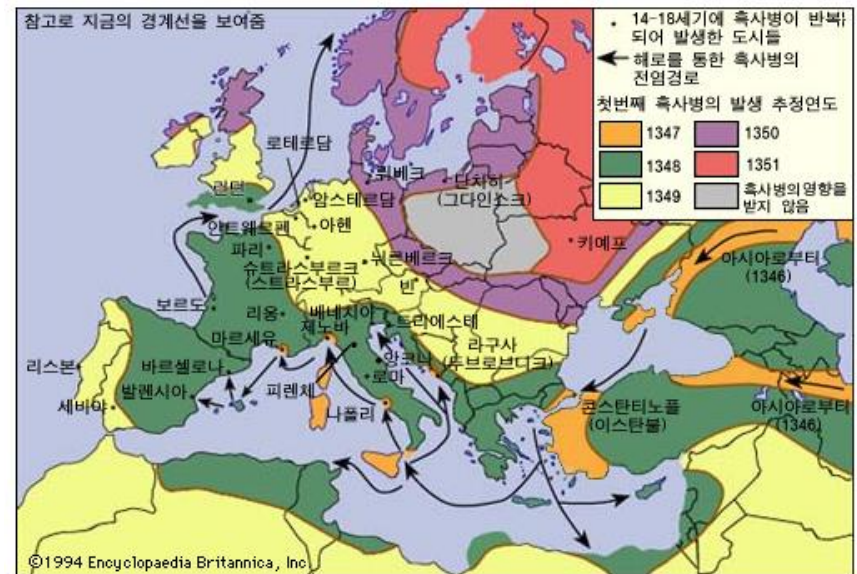 참고로 지금의 경계선을 보여줌
14-18세기에 흑사병이 반복
되어 발생한 도시들
해로를 통한 흑사병의
전염경로
첫번째 흑사병의 발생 추정연도
1347
1350
1348
1351
1349
흑사병의영향을
받지 않음
로테르담
뤼베크
단치히
(그다인스크)
런던
암스테르담
안트웨르펜
아헨
키예프
파리
뉘른베르크
슈트라스부르크
(스트라스부르)
빈
아시아로부터
(1346)
보르도
리옹
베네치아
제노바
트리에스테
마르세유
라구사
(두브로브니크)
앙코나
리스본
바르셀로나
로마
발렌시아
피렌체
세비야
나폴리
콘스탄티노플
(이스탄불)
아시아로부터
(1346)
©1994 Encyclopaedia Britannica, Inc